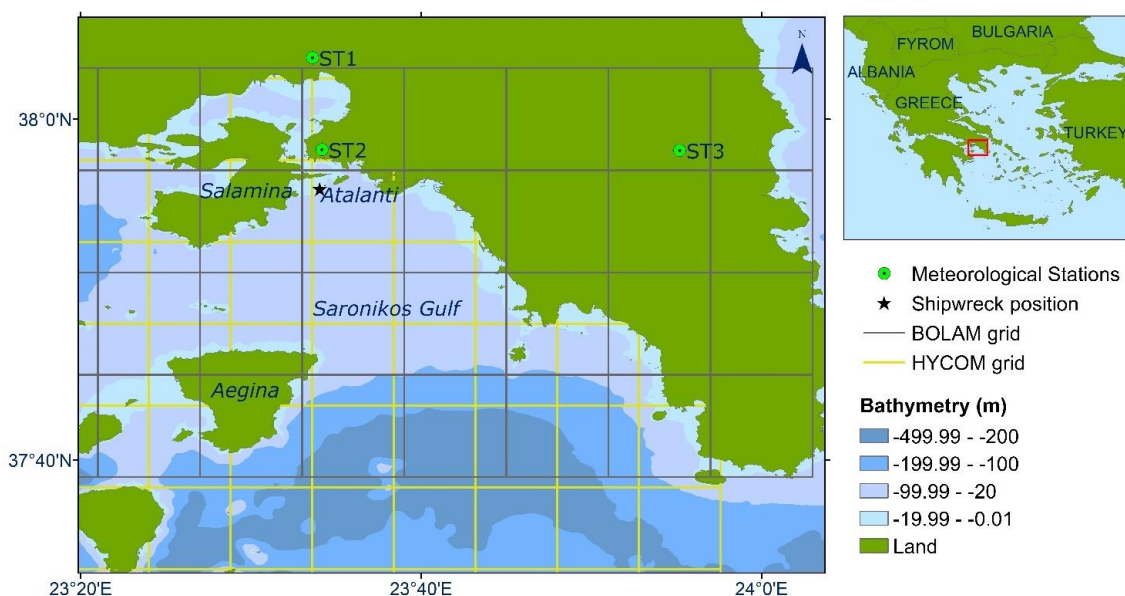 ST1
N
38°0'N
ST2
ST3
Salamina
Atalanti
Saronikos Gulf
Aegina
37°40'N
23°20'E
23°40'E
24°0'E
BULGARIA
FYROM
ALBANIA
GREECE
TURKEY
Meteorological Stations
Shipwreck position
BOLAM grid
HYCOM grid
Bathymetry (m)
-499.99 - -200
-199.99 - -100
-99.99 - -20
-19.99 - -0.01
Land